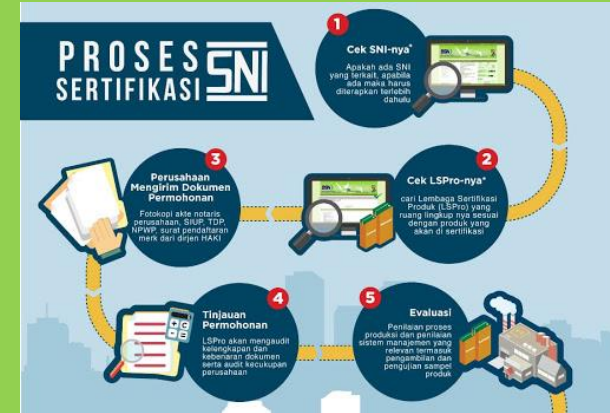 PROSES
SERTIFIKASI SNI
1
Cek SNI-nya*
Apakah ada SNI
yang terkait, apabila
ada maka harus
diterapkan terlebih
dahulu
2
Cek LSPro-nya*
cari Lembaga Sertifikasi
Produk (LSPro) yang
ruang lingkup nya sesuai
dengan produk yang
akan di sertifikasi
3
Perusahaan
Mengirim Dokumen
Permohonan
Fotokopi akte notaris
perusahaan, SIUP, TDP,
NPWP, surat pendaftaran
merk dari dirjen HAKI
4
Tinjauan
Permohonan
LSPro akan mengaudit
kelengkapan dan
kebenaran dokumen
serta audit kecukupan
perusahaan
5
Evaluasi
Penilaian proses
produksi dan penilaian
sistem manajemen yang
relevan termasuk
pengambilan dan
pengujian sampel
produk